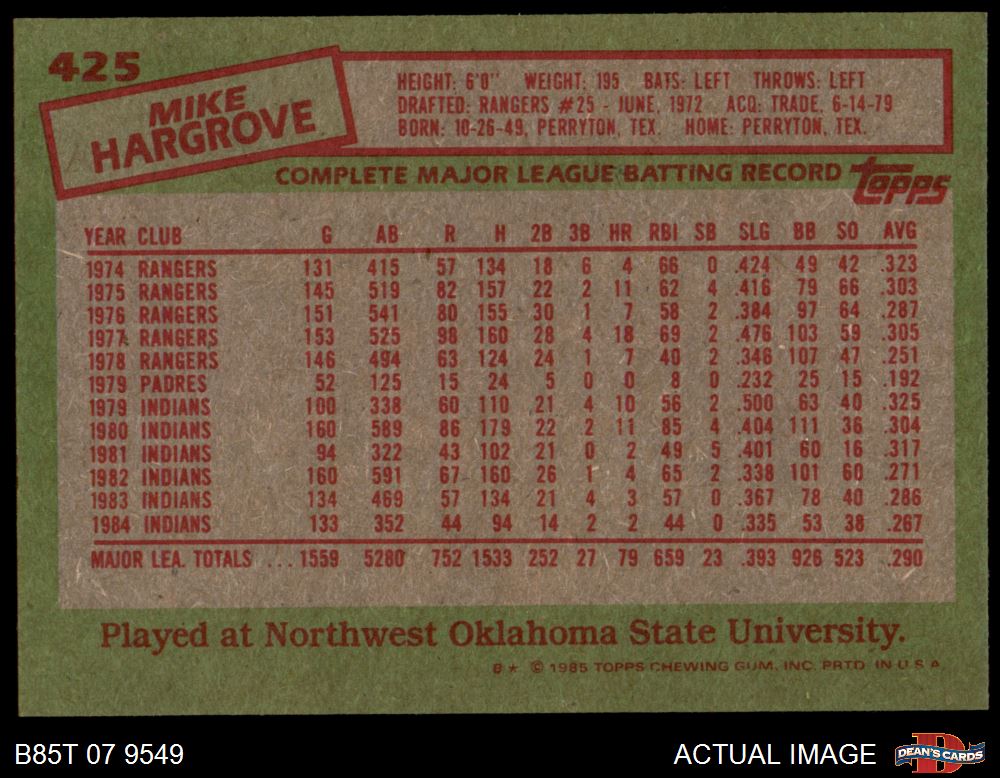 425
MIKE
HARGROVE
HEIGHT: 6'0" WEIGHT: 195 BATS: LEFT THROWS: LEFT
DRAFTED: RANGERS #25 - JUNE, 1972 ACQ: TRADE, 6-14-79
BORN: 10-26-49, PERRYTON, TEX. HOME: PERRYTON, TEX.
COMPLETE MAJOR LEAGUE BATTING RECORD topps
YEAR CLUB G AB R H 2B 3B HR RBI SB SLG BB SO AVG
1974 RANGERS 131 415 57 134 18 6 4 66 0 .424 49 42 .323
1975 RANGERS 145 519 82 157 22 2 11 62 4 .416 79 66 .303
1976 RANGERS 151 541 80 155 30 1 7 58 2 .384 97 64 .287
1977 RANGERS 153 525 98 160 28 4 18 69 2 .476 103 59 .305
1978 RANGERS 146 494 63 124 24 1 7 40 2 .346 107 47 .251
1979 PADRES 52 125 15 24 5 0 0 8 0 .232 25 15 .192
1979 INDIANS 100 338 60 110 21 4 10 56 2 .500 63 40 .325
1980 INDIANS 160 589 86 179 22 2 11 85 4 .404 111 36 .304
1981 INDIANS 94 322 43 102 21 0 2 49 5 .401 60 16 .317
1982 INDIANS 160 591 67 160 26 1 4 65 2 .338 101 60 .271
1983 INDIANS 134 469 57 134 21 4 3 57 0 .367 78 40 .286
1984 INDIANS 133 352 44 94 14 2 2 44 0 .335 53 38 .267
MAJOR LEA. TOTALS ... 1559 5280 752 1533 252 27 79 659 23 .393 926 523 .290
Played at Northwest Oklahoma State University.
B * © 1985 TOPPS CHEWING GUM, INC. PRTD. IN U.S.A.
B85T 07 9549
ACTUAL IMAGE
D
DEAN'S CARDS